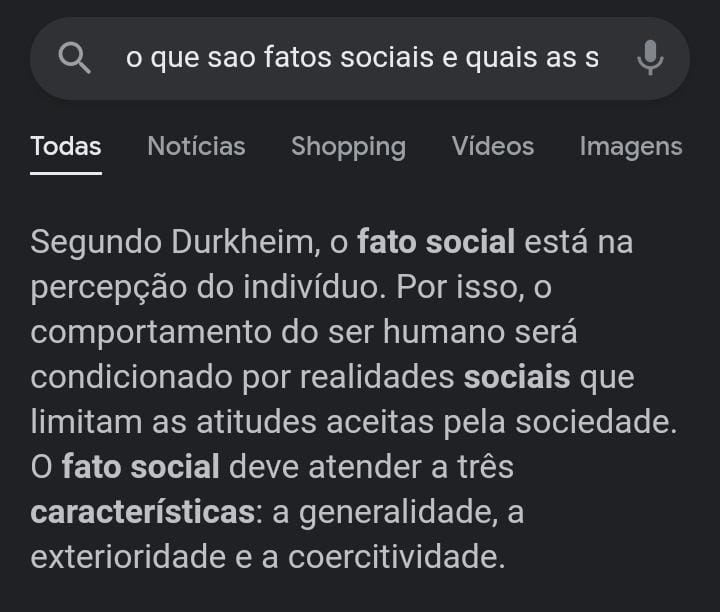 o que sao fatos sociais e quais as s
Todas Notícias Shopping Vídeos Imagens
Segundo Durkheim, o fato social está na
percepção do indivíduo. Por isso, o
comportamento do ser humano será
condicionado por realidades sociais que
limitam as atitudes aceitas pela sociedade.
O fato social deve atender a três
características: a generalidade, a
exterioridade e a coercitividade.